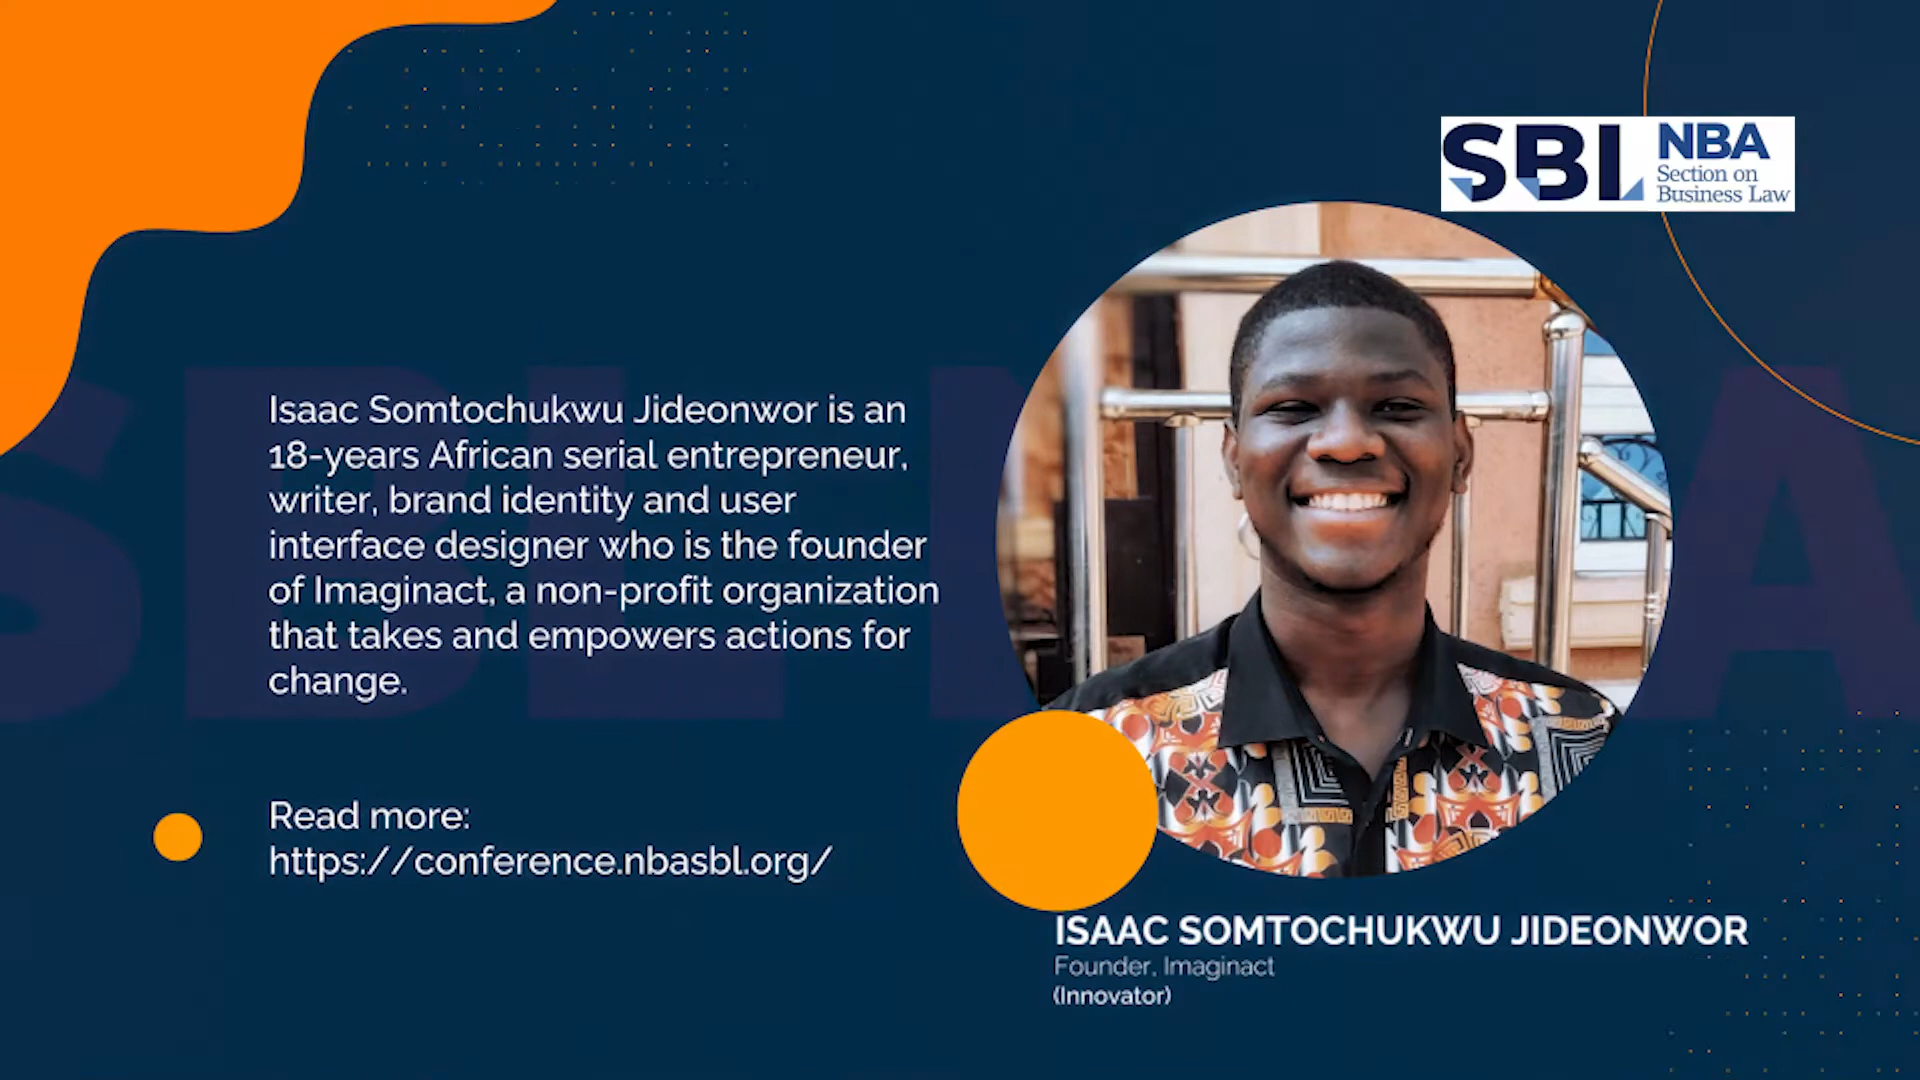 SBL NBA
Section on
Business Law
Isaac Somtochukwu Jideonwor is an
18-years African serial entrepreneur,
writer, brand identity and user
interface designer who is the founder
of Imaginact, a non-profit organization
that takes and empowers actions for
change.
Read more:
https://conference.nbasbl.org/
ISAAC SOMTOCHUKWU JIDEONWOR
Founder, Imaginact
(Innovator)
SBL NBA